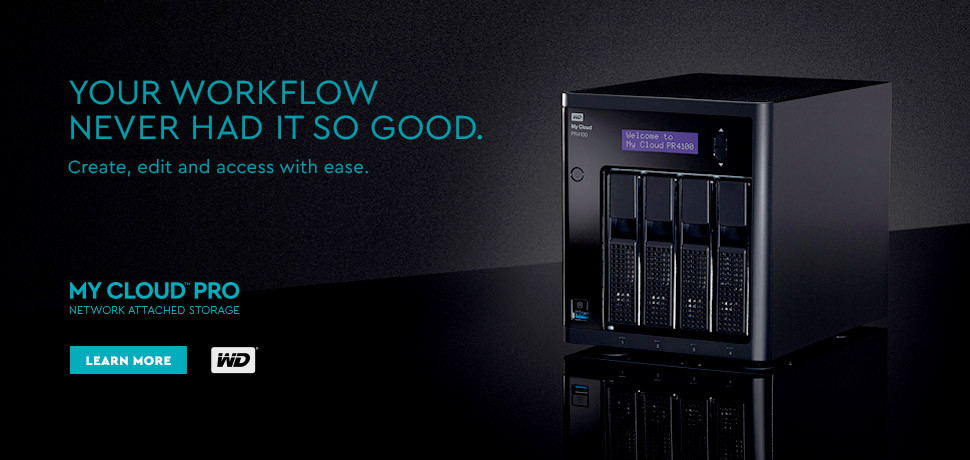 YOUR WORKFLOW
NEVER HAD IT SO GOOD.
Create, edit and access with ease.
MY CLOUD™ PRO
NETWORK ATTACHED STORAGE
LEARN MORE
WD®
WD
My Cloud
PR4100
Welcome to
My Cloud PR4100